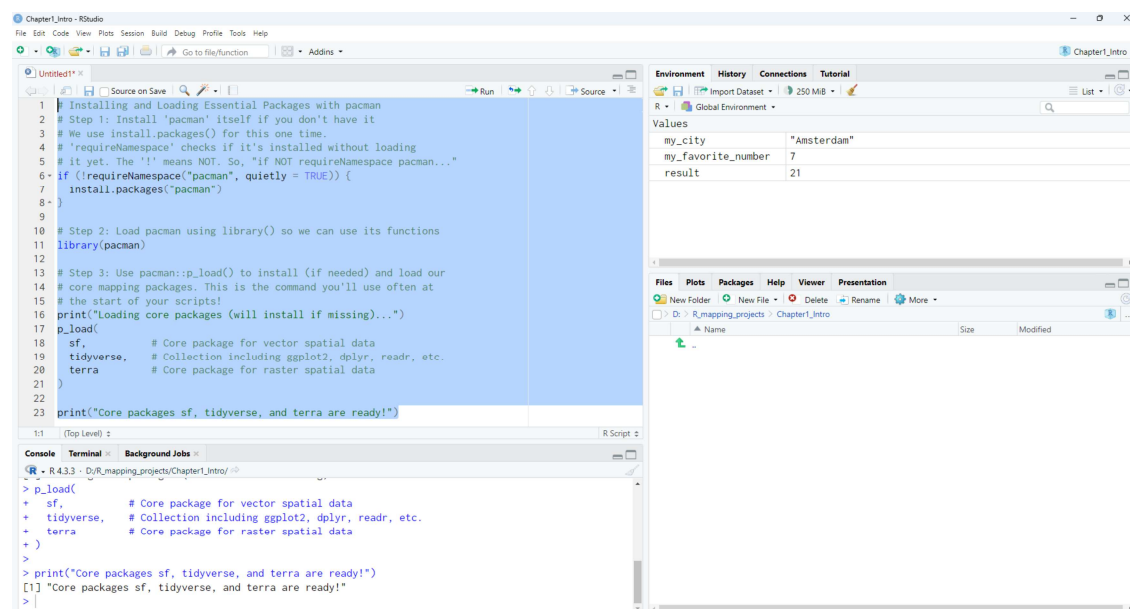 Chapter1_Intro - RStudio
File Edit Code View Plots Session Build Debug Profile Tools Help
Go to file/function Addins
Chapter1_Intro
Untitled1*
Source on Save Run Source
1 # Installing and Loading Essential Packages with pacman
2 # Step 1: Install 'pacman' itself if you don't have it
3 # We use install.packages() for this one time.
4 # 'requireNamespace' checks if it's installed without loading
5 # it yet. The '!' means NOT. So, "if NOT requireNamespace pacman..."
6 if (!requireNamespace("pacman", quietly = TRUE)) {
7 install.packages("pacman")
8 }
9
10 # Step 2: Load pacman using library() so we can use its functions
11 library(pacman)
12
13 # Step 3: Use pacman::p_load() to install (if needed) and load our
14 # core mapping packages. This is the command you'll use often at
15 # the start of your scripts!
16 print("Loading core packages (will install if missing)...")
17 p_load(
18 sf, # Core package for vector spatial data
19 tidyverse, # Collection including ggplot2, dplyr, readr, etc.
20 terra # Core package for raster spatial data
21 )
22
23 print("Core packages sf, tidyverse, and terra are ready!")
1:1 (Top Level) R Script
Console Terminal Background Jobs
R 4.3.3 · D:/R_mapping_projects/Chapter1_Intro/
> p_load(
+ sf, # Core package for vector spatial data
+ tidyverse, # Collection including ggplot2, dplyr, readr, etc.
+ terra # Core package for raster spatial data
+ )
>
> print("Core packages sf, tidyverse, and terra are ready!")
[1] "Core packages sf, tidyverse, and terra are ready!"
>
Environment History Connections Tutorial
Import Dataset 250 MiB List
R Global Environment
Values
my_city "Amsterdam"
my_favorite_number 7
result 21
Files Plots Packages Help Viewer Presentation
New Folder New File Delete Rename More
D: > R_mapping_projects > Chapter1_Intro
Name Size Modified
..